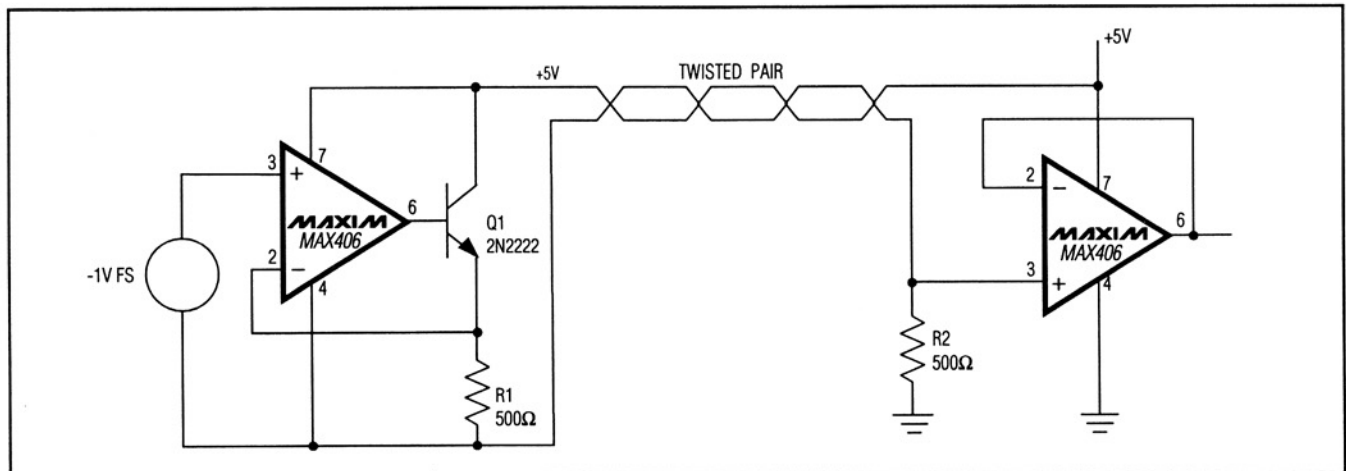 +5V
+5V
TWISTED PAIR
3
+
7
MAXIM
MAX406
6
2
-
4
Q1
2N2222
-1V FS
R1
500Ω
2
-
7
MAXIM
MAX406
6
3
+
4
R2
500Ω